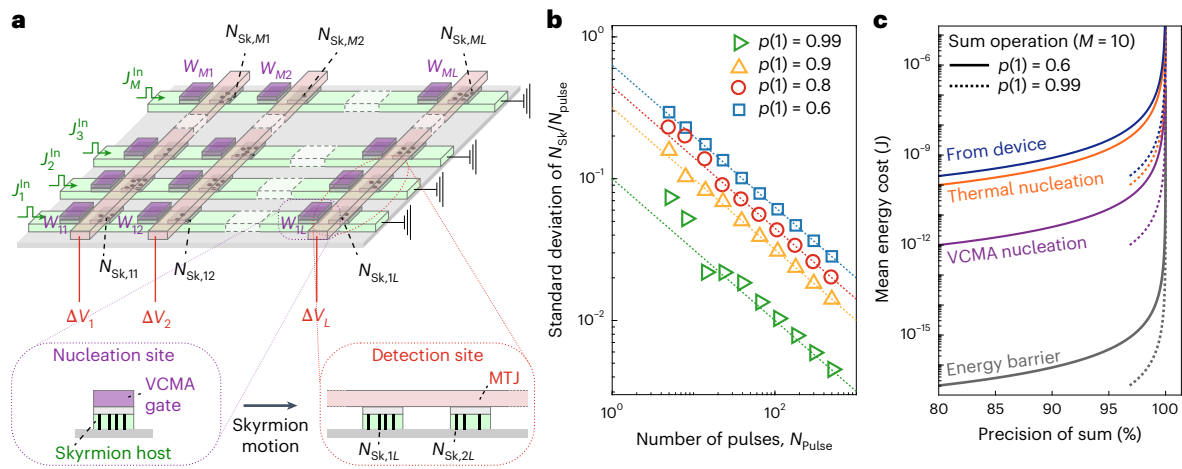 a
N_Sk,M1
N_Sk,M2
N_Sk,ML
W_M1
W_M2
W_ML
J_M^In
J_3^In
J_2^In
J_1^In
W_11
W_12
W_1L
N_Sk,11
N_Sk,12
N_Sk,1L
ΔV_1
ΔV_2
ΔV_L
Nucleation site
VCMA
gate
Skyrmion host
Skyrmion
motion
Detection site
MTJ
N_Sk,1L
N_Sk,2L
b
Standard deviation of N_Sk/N_pulse
10^0
10^-1
10^-2
p(1) = 0.99
p(1) = 0.9
p(1) = 0.8
p(1) = 0.6
10^0
10^2
Number of pulses, N_Pulse
c
Mean energy cost (J)
10^-6
10^-9
10^-12
10^-15
Sum operation (M = 10)
p(1) = 0.6
p(1) = 0.99
From device
Thermal nucleation
VCMA nucleation
Energy barrier
80
85
90
95
100
Precision of sum (%)